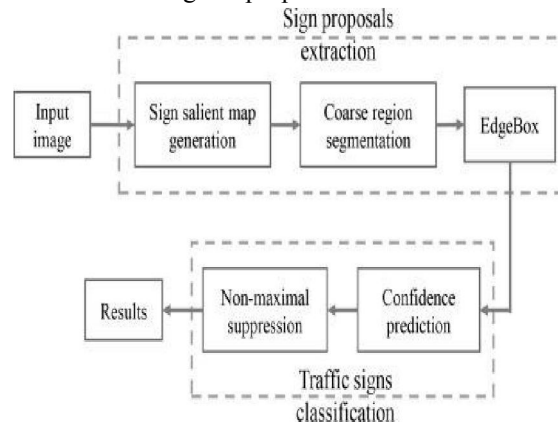 Sign proposals
extraction
Input
image
Sign salient map
generation
Coarse region
segmentation
EdgeBox
Results
Non-maximal
suppression
Confidence
prediction
Traffic signs
classification